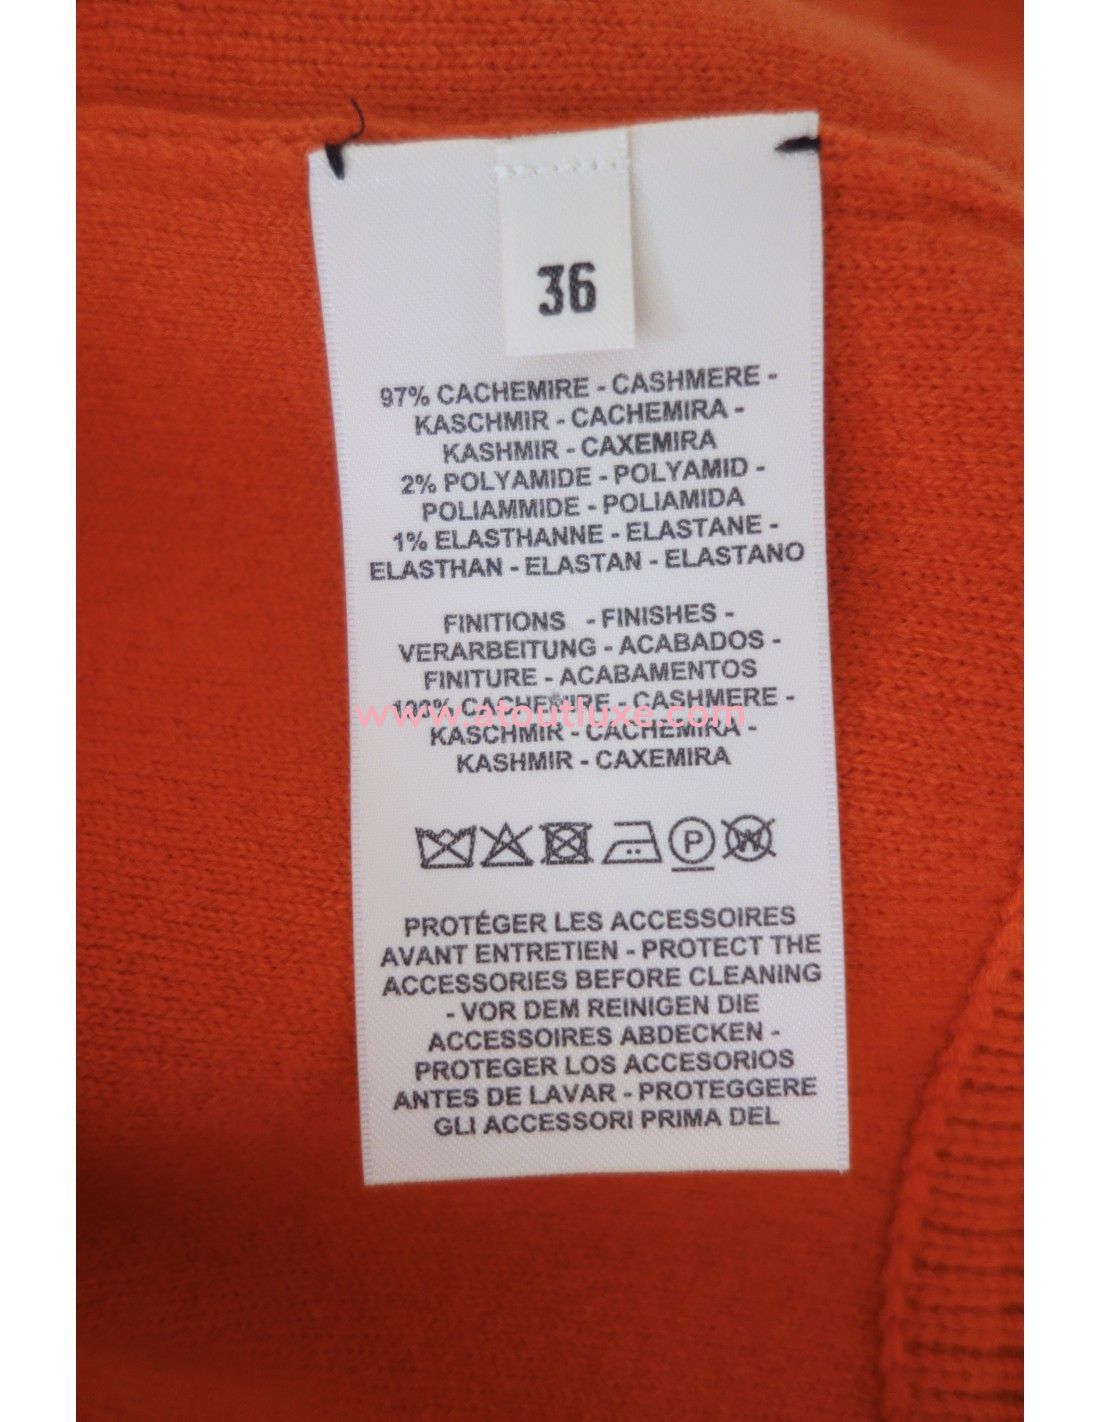 36
97% CACHEMIRE - CASHMERE -
KASCHMIR - CACHEMIRA -
KASHMIR - CAXEMIRA
2% POLYAMIDE - POLYAMID -
POLIAMMIDE - POLIAMIDA
1% ELASTHANNE - ELASTANE -
ELASTHAN - ELASTAN - ELASTANO
FINITIONS - FINISHES -
VERARBEITUNG - ACABADOS -
FINITURE - ACABAMENTOS
100% CACHEMIRE - CASHMERE -
www.atoutluxe.com
KASCHMIR - CACHEMIRA -
KASHMIR - CAXEMIRA
P W
PROTÉGER LES ACCESSOIRES
AVANT ENTRETIEN - PROTECT THE
ACCESSORIES BEFORE CLEANING
- VOR DEM REINIGEN DIE
ACCESSOIRES ABDECKEN -
PROTEGER LOS ACCESORIOS
ANTES DE LAVAR - PROTEGGERE
GLI ACCESSORI PRIMA DEL